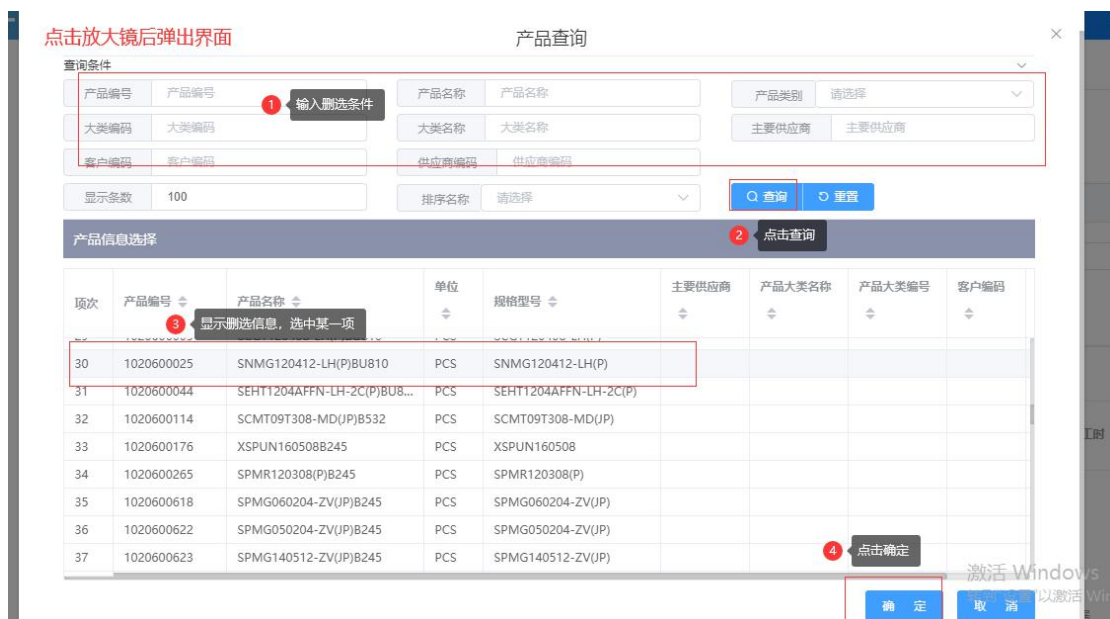 点击放大镜后弹出界面
产品查询
查询条件
产品编号 产品编号 产品名称 产品名称 产品类别 请选择
1 输入删选条件
大类编码 大类编码 大类名称 大类名称 主要供应商 主要供应商
客户编码 客户编码 供应商编码 供应商编码
显示条数 100 排序名称 请选择 查询 重置
产品信息选择
2 点击查询
项次 产品编号 产品名称 单位 规格型号 主要供应商 产品大类名称 产品大类编号 客户编码
3 显示删选信息，选中某一项
30 1020600025 SNMG120412-LH(P)BU810 PCS SNMG120412-LH(P)
31 1020600044 SEHT1204AFFN-LH-2C(P)BU8... PCS SEHT1204AFFN-LH-2C(P)
32 1020600114 SCMT09T308-MD(JP)B532 PCS SCMT09T308-MD(JP)
33 1020600176 XSPUN160508B245 PCS XSPUN160508
34 1020600265 SPMR120308(P)B245 PCS SPMR120308(P)
35 1020600618 SPMG060204-ZV(JP)B245 PCS SPMG060204-ZV(JP)
36 1020600622 SPMG050204-ZV(JP)B245 PCS SPMG050204-ZV(JP)
37 1020600623 SPMG140512-ZV(JP)B245 PCS SPMG140512-ZV(JP)
4 点击确定
激活 Windows
确 定 取 消